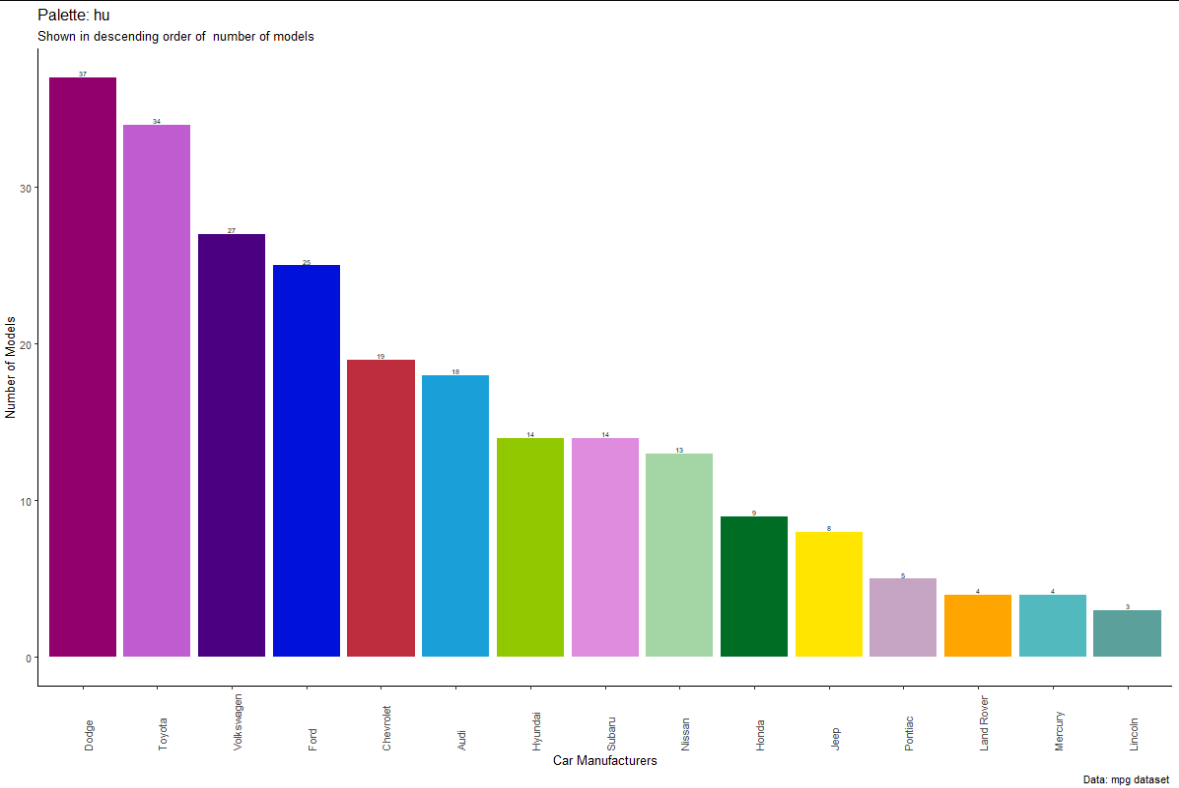 Palette: hu
Shown in descending order of  number of models
37
34
27
25
19
18
14
14
13
9
8
5
4
4
3
30
20
10
0
Number of Models
Dodge
Toyota
Volkswagen
Ford
Chevrolet
Audi
Hyundai
Subaru
Nissan
Honda
Jeep
Pontiac
Land Rover
Mercury
Lincoln
Car Manufacturers
Data: mpg dataset